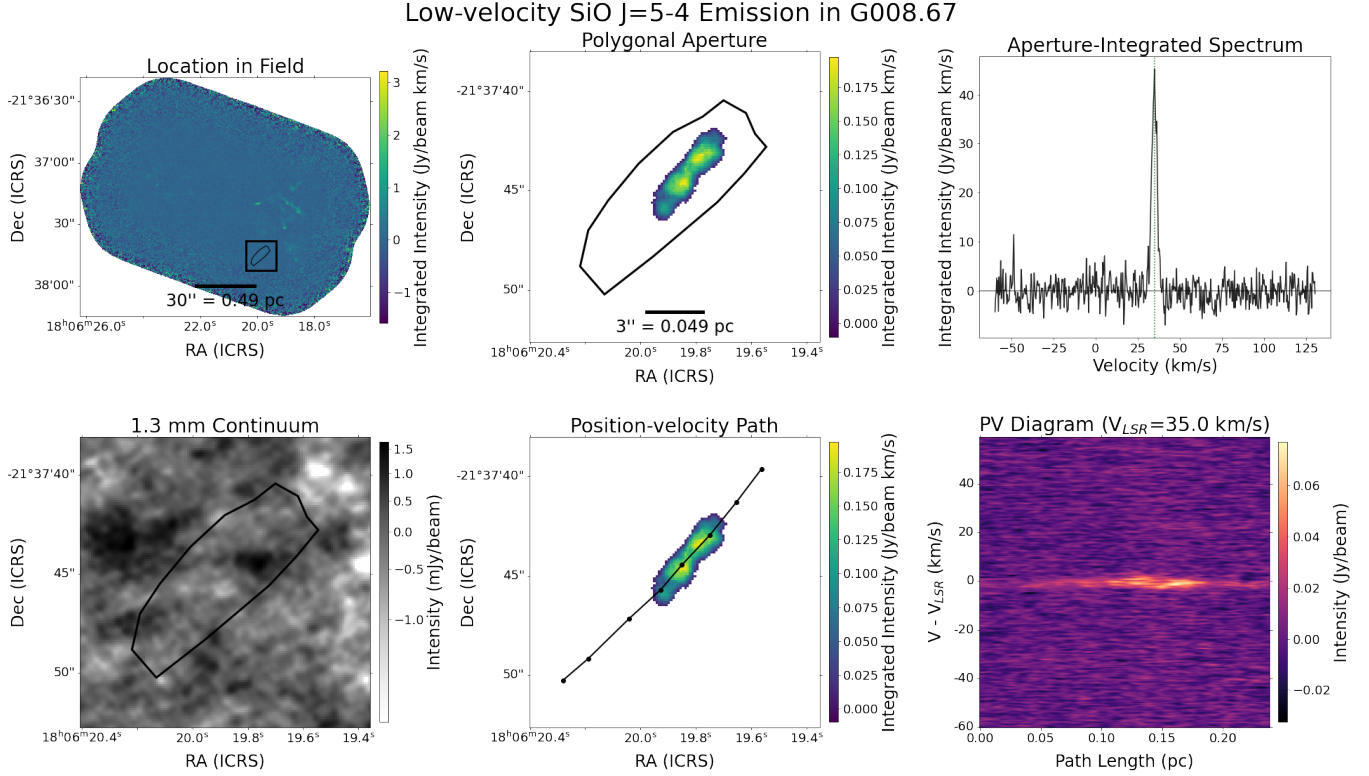 Low-velocity SiO J=5-4 Emission in G008.67
Location in Field
-21°36'30"
37'00"
30"
38'00"
18ʰ06ᵐ26.0ˢ 22.0ˢ 20.0ˢ 18.0ˢ
RA (ICRS)
Dec (ICRS)
30'' = 0.49 pc
3
2
1
0
−1
Integrated Intensity (Jy/beam km/s)
Polygonal Aperture
-21°37'40"
45"
50"
18ʰ06ᵐ20.4ˢ 20.0ˢ 19.8ˢ 19.6ˢ 19.4ˢ
RA (ICRS)
Dec (ICRS)
3'' = 0.049 pc
0.175
0.150
0.125
0.100
0.075
0.050
0.025
0.000
Integrated Intensity (Jy/beam km/s)
Aperture-Integrated Spectrum
40
30
20
10
0
−50 −25 0 25 50 75 100 125
Velocity (km/s)
Integrated Intensity (Jy/beam km/s)
1.3 mm Continuum
-21°37'40"
45"
50"
18ʰ06ᵐ20.4ˢ 20.0ˢ 19.8ˢ 19.6ˢ 19.4ˢ
RA (ICRS)
Dec (ICRS)
1.5
1.0
0.5
0.0
−0.5
−1.0
Intensity (mJy/beam)
Position-velocity Path
-21°37'40"
45"
50"
18ʰ06ᵐ20.4ˢ 20.0ˢ 19.8ˢ 19.6ˢ 19.4ˢ
RA (ICRS)
Dec (ICRS)
0.175
0.150
0.125
0.100
0.075
0.050
0.025
0.000
Integrated Intensity (Jy/beam km/s)
PV Diagram (V_LSR=35.0 km/s)
40
20
0
-20
-40
-60
0.00 0.05 0.10 0.15 0.20
Path Length (pc)
V - V_LSR (km/s)
0.06
0.04
0.02
0.00
−0.02
Intensity (Jy/beam)